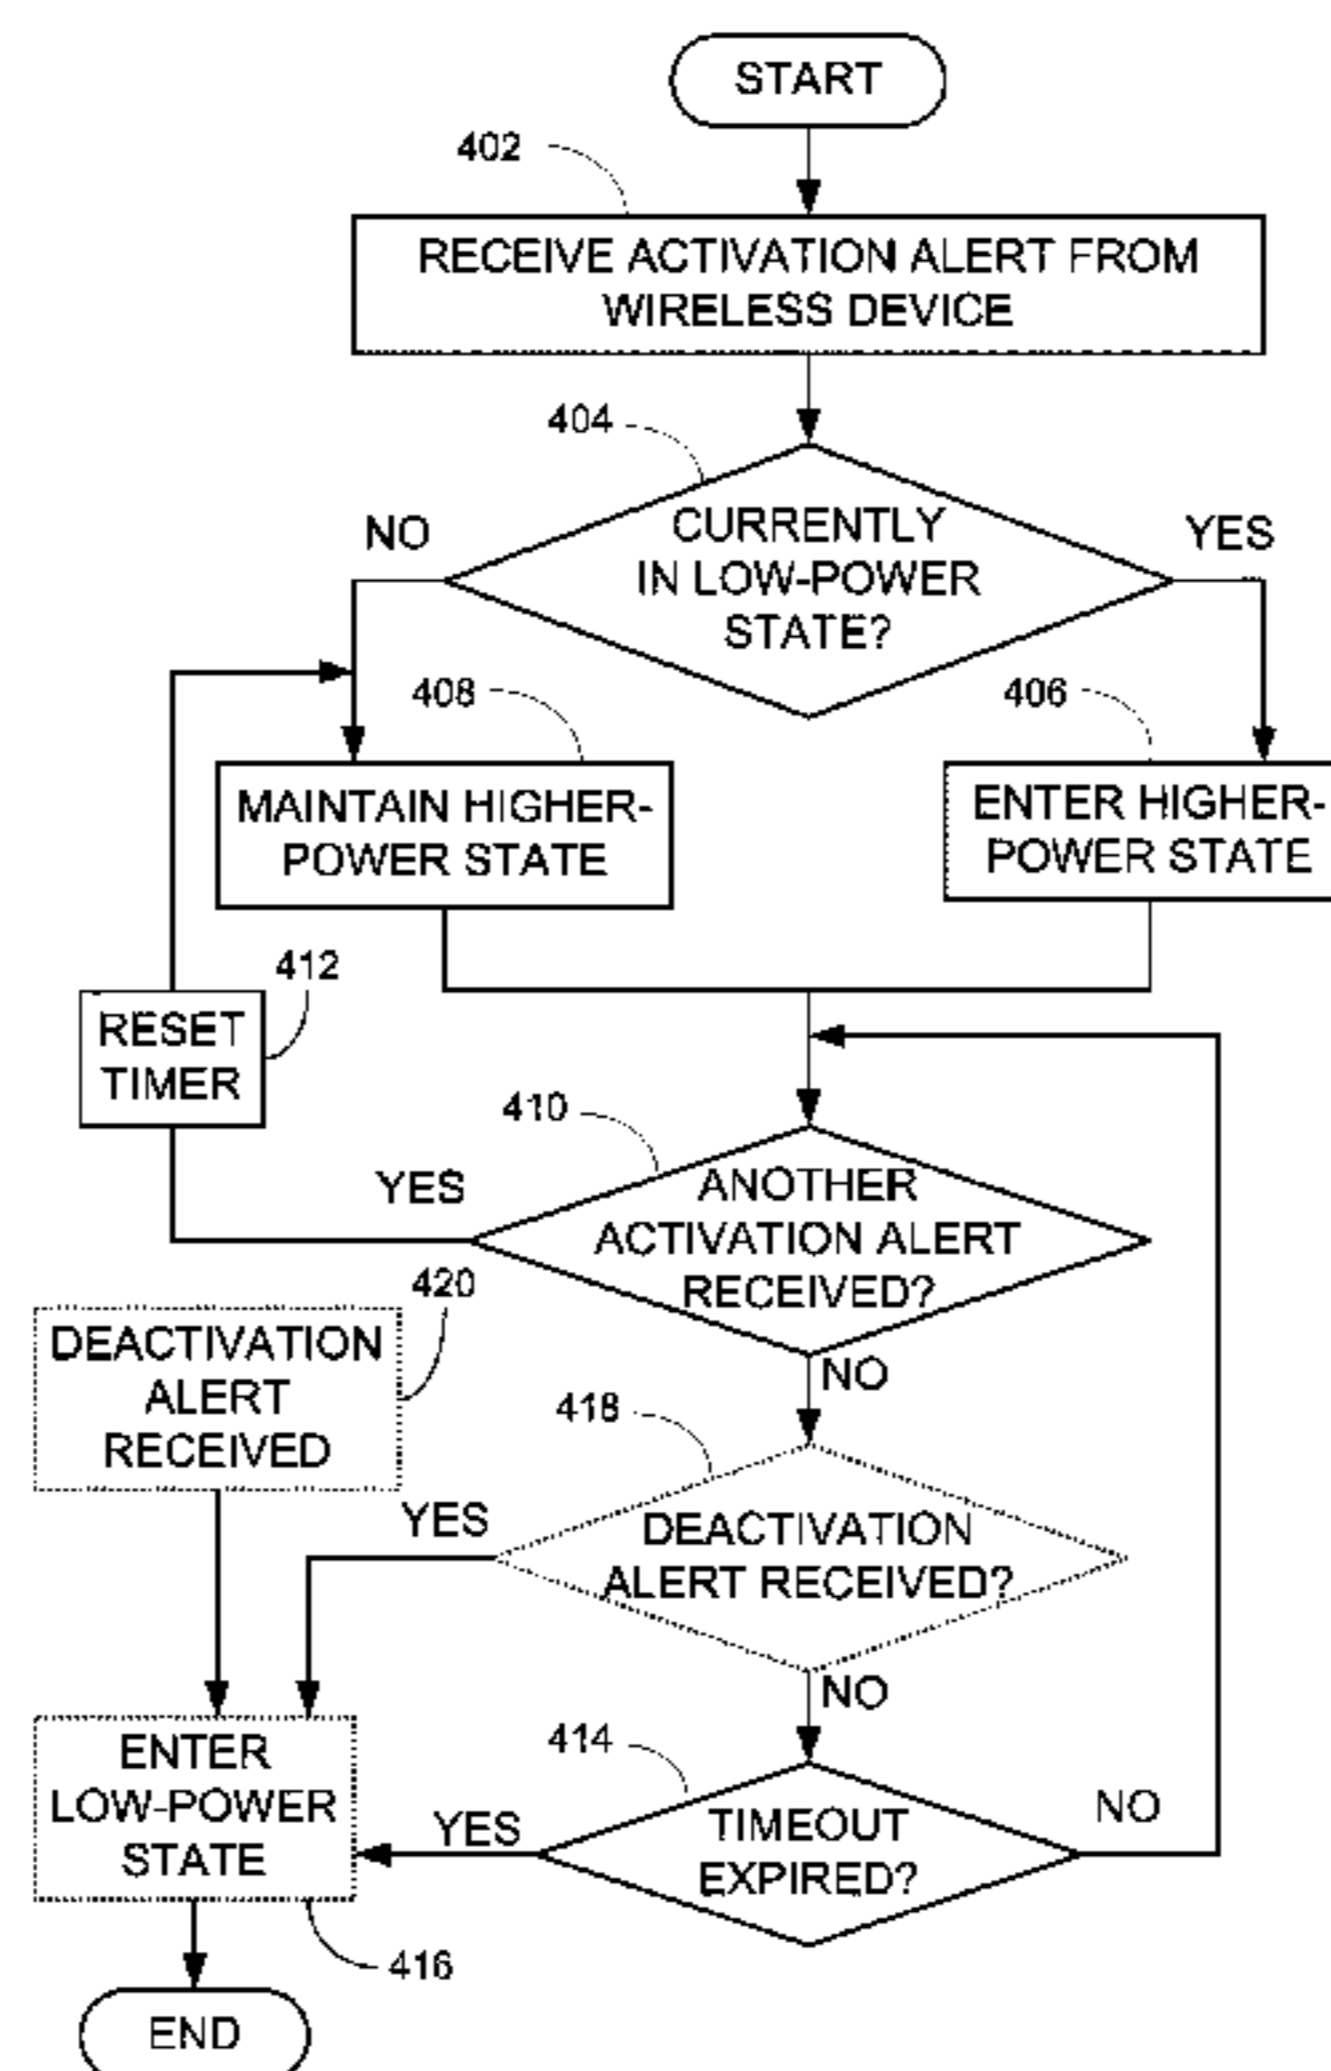 START
402
RECEIVE ACTIVATION ALERT FROM
WIRELESS DEVICE
404
NO
CURRENTLY
IN LOW-POWER
STATE?
YES
408
406
MAINTAIN HIGHER-
POWER STATE
ENTER HIGHER-
POWER STATE
412
RESET
TIMER
410
YES
ANOTHER
ACTIVATION ALERT
RECEIVED?
420
DEACTIVATION
ALERT
RECEIVED
NO
418
YES
DEACTIVATION
ALERT RECEIVED?
NO
414
ENTER
LOW-POWER
STATE
YES
TIMEOUT
EXPIRED?
NO
416
END